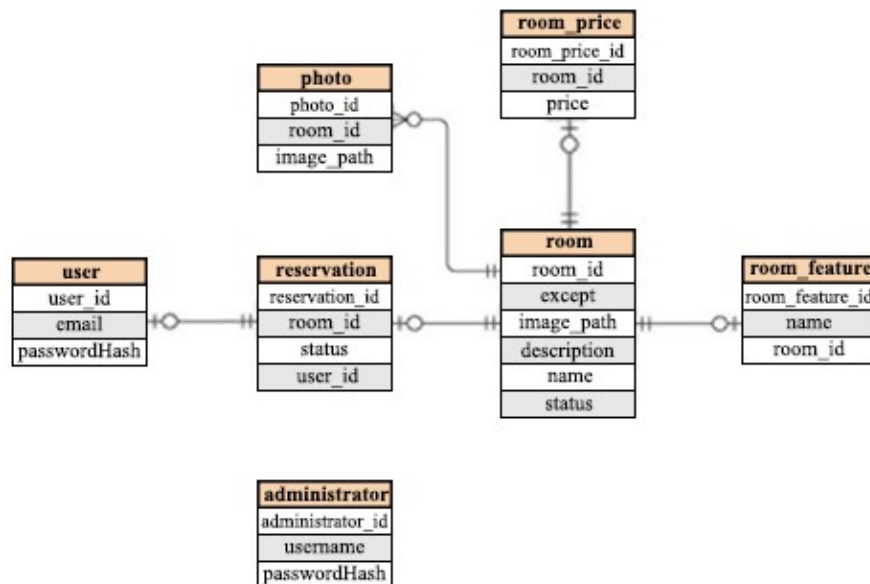 room_price
room_price_id
room_id
price
photo
photo_id
room_id
image_path
user
user_id
email
passwordHash
reservation
reservation_id
room_id
status
user_id
room
room_id
except
image_path
description
name
status
room_feature
room_feature_id
name
room_id
administrator
administrator_id
username
passwordHash